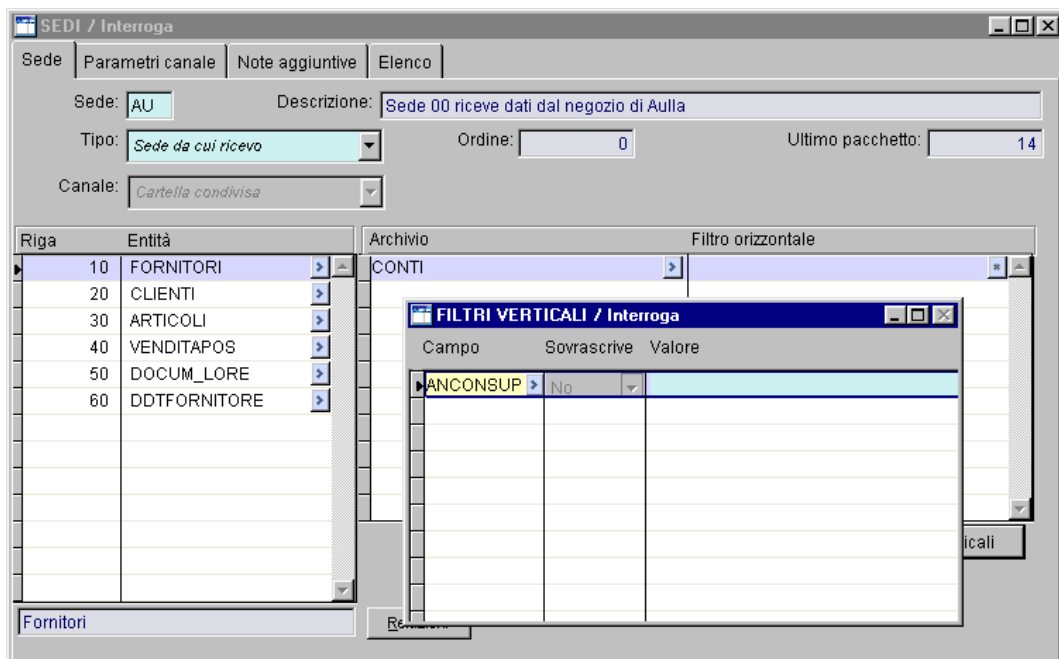 SEDI / Interroga
Sede Parametri canale Note aggiuntive Elenco
Sede: AU Descrizione: Sede 00 riceve dati dal negozio di Aulla
Tipo: Sede da cui ricevo Ordine: 0 Ultimo pacchetto: 14
Canale: Cartella condivisa
Riga Entità Archivio Filtro orizzontale
10 FORNITORI CONTI
20 CLIENTI
30 ARTICOLI
40 VENDITAPOS
50 DOCUM_LORE
60 DDTFORNITORE
FILTRI VERTICALI / Interroga
Campo Sovrascrive Valore
ANCONSUP No
icali
Fornitori